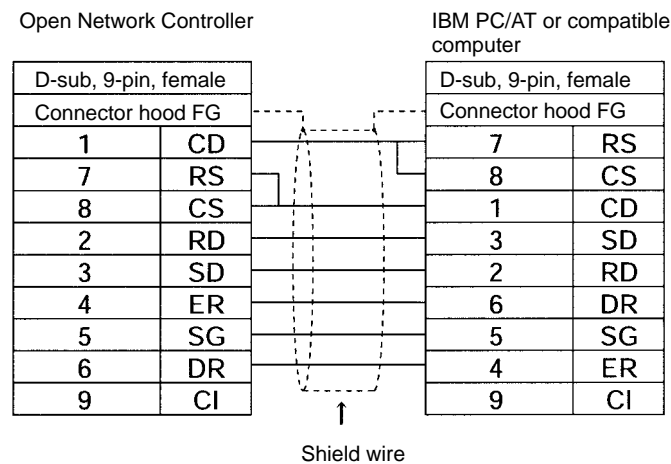 Open Network Controller
IBM PC/AT or compatible
computer
D-sub, 9-pin, female
D-sub, 9-pin, female
Connector hood FG
Connector hood FG
1 CD
7 RS
7 RS
8 CS
8 CS
1 CD
2 RD
3 SD
3 SD
2 RD
4 ER
6 DR
5 SG
5 SG
6 DR
4 ER
9 CI
9 CI
Shield wire